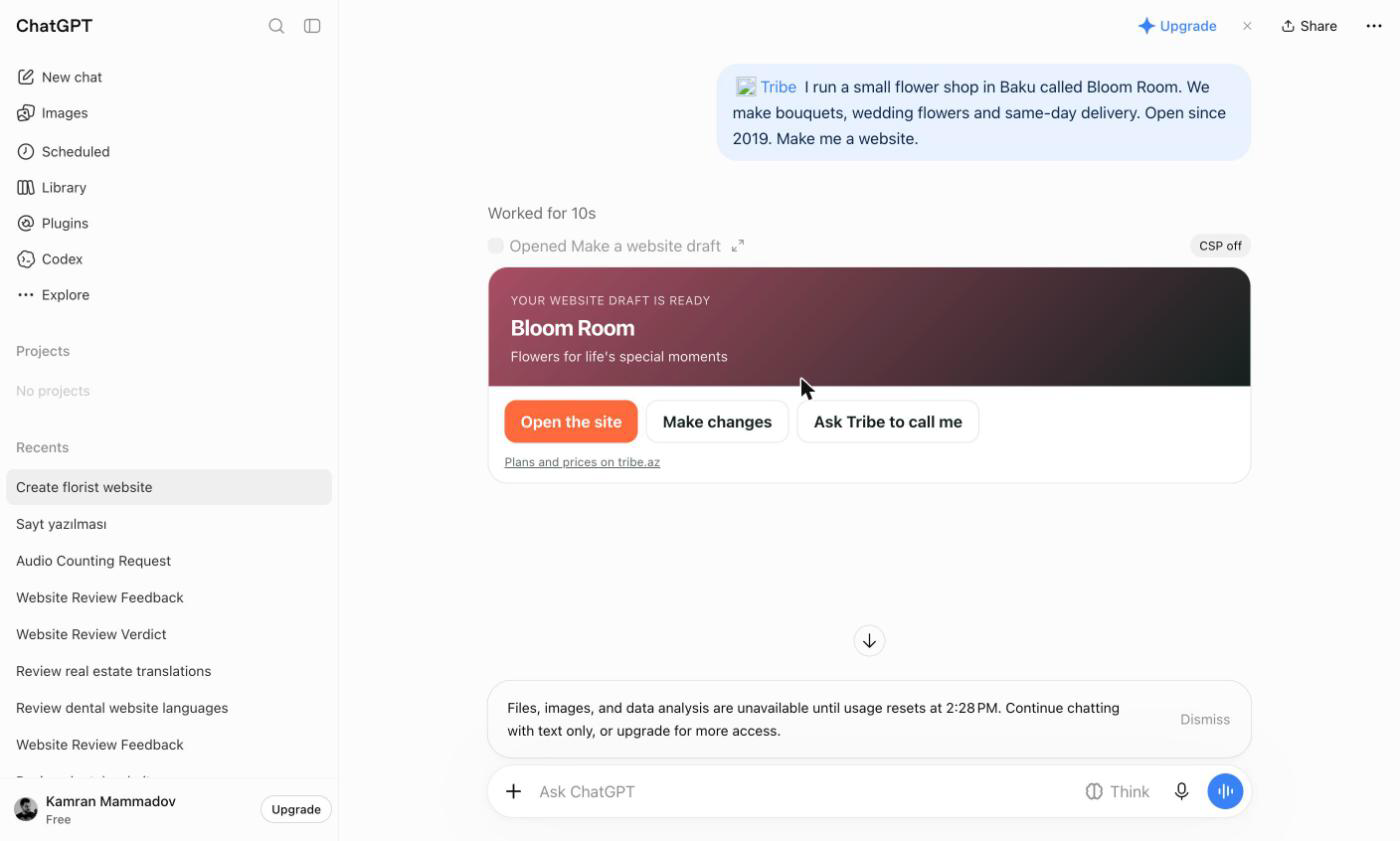 ChatGPT
New chat
Images
Scheduled
Library
Plugins
Codex
Explore
Projects
No projects
Recents
Create florist website
Sayt yazılması
Audio Counting Request
Website Review Feedback
Website Review Verdict
Review real estate translations
Review dental website languages
Website Review Feedback
Kamran Mammadov
Free
Upgrade
Upgrade
Share
Tribe I run a small flower shop in Baku called Bloom Room. We
make bouquets, wedding flowers and same-day delivery. Open since
2019. Make me a website.
Worked for 10s
Opened Make a website draft
CSP off
YOUR WEBSITE DRAFT IS READY
Bloom Room
Flowers for life's special moments
Open the site
Make changes
Ask Tribe to call me
Plans and prices on tribe.az
Files, images, and data analysis are unavailable until usage resets at 2:28 PM. Continue chatting
with text only, or upgrade for more access.
Dismiss
Ask ChatGPT
Think